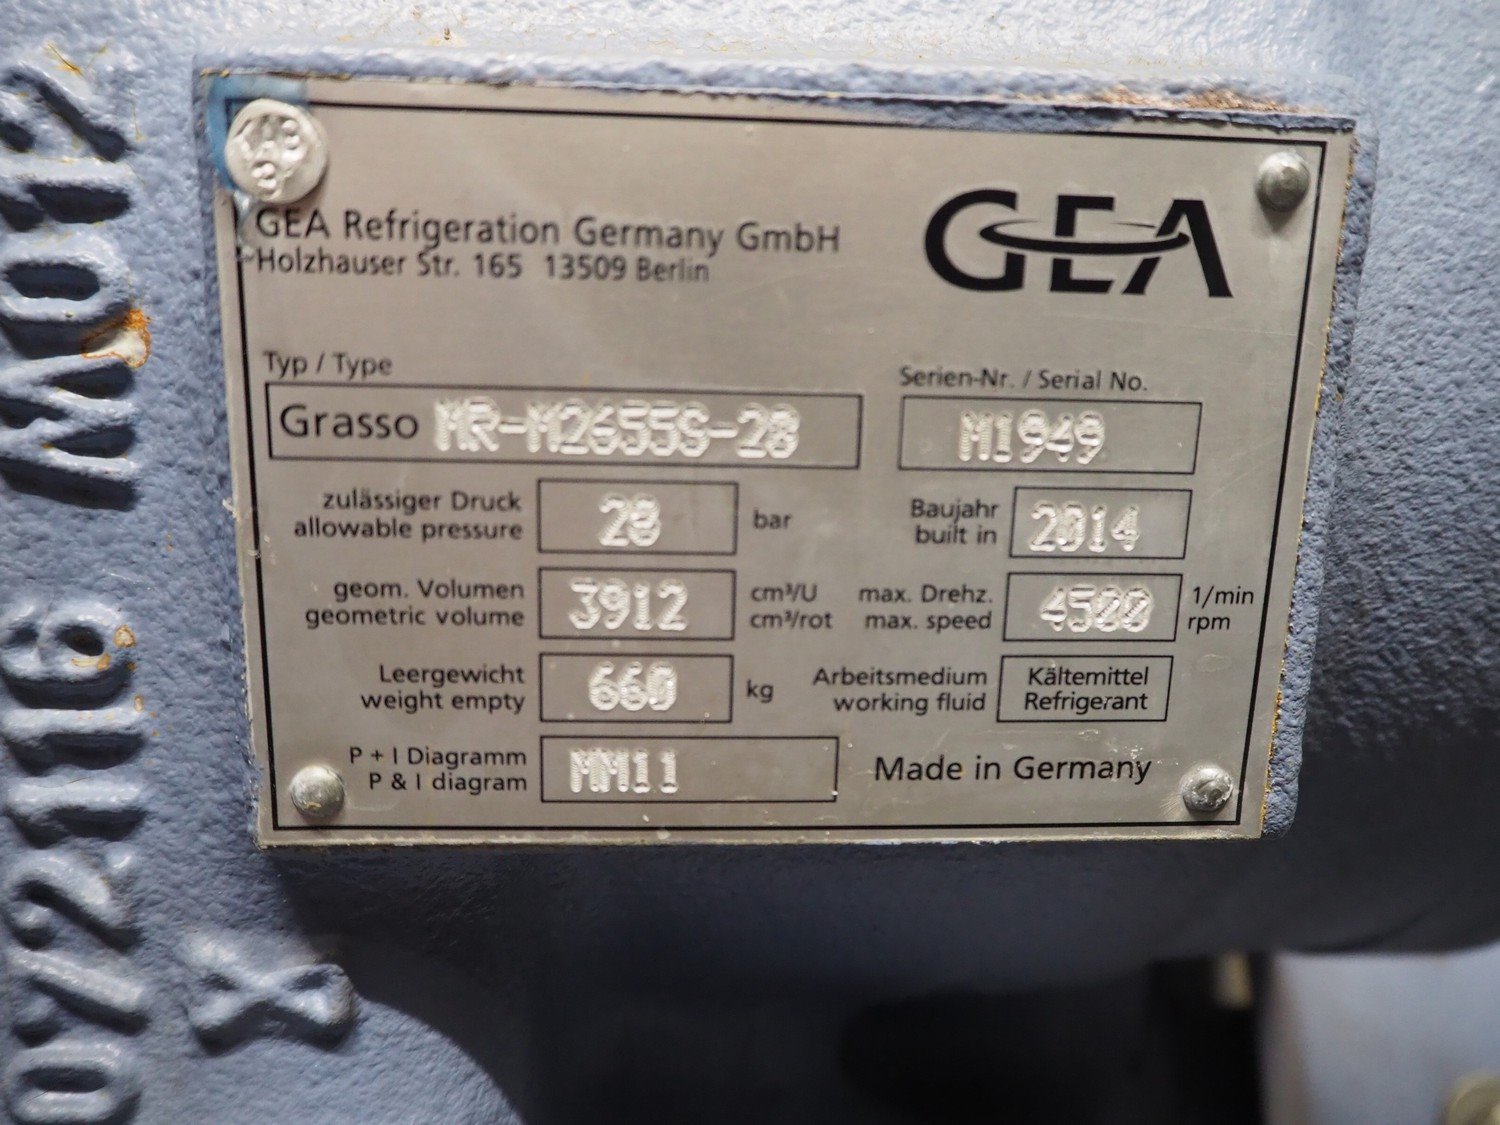 GEA Refrigeration Germany GmbH
Holzhauser Str. 165 13509 Berlin
GEA
Typ / Type
Grasso MR-M2655S-28
Serien-Nr. / Serial No.
M1949
zulässiger Druck
allowable pressure
28
bar
Baujahr
built in
2014
geom. Volumen
geometric volume
3912
cm³/U
cm³/rot
max. Drehz.
max. speed
4500
1/min
rpm
Leergewicht
weight empty
660
kg
Arbeitsmedium
working fluid
Kältemittel
Refrigerant
P + I Diagramm
P & I diagram
MM11
Made in Germany